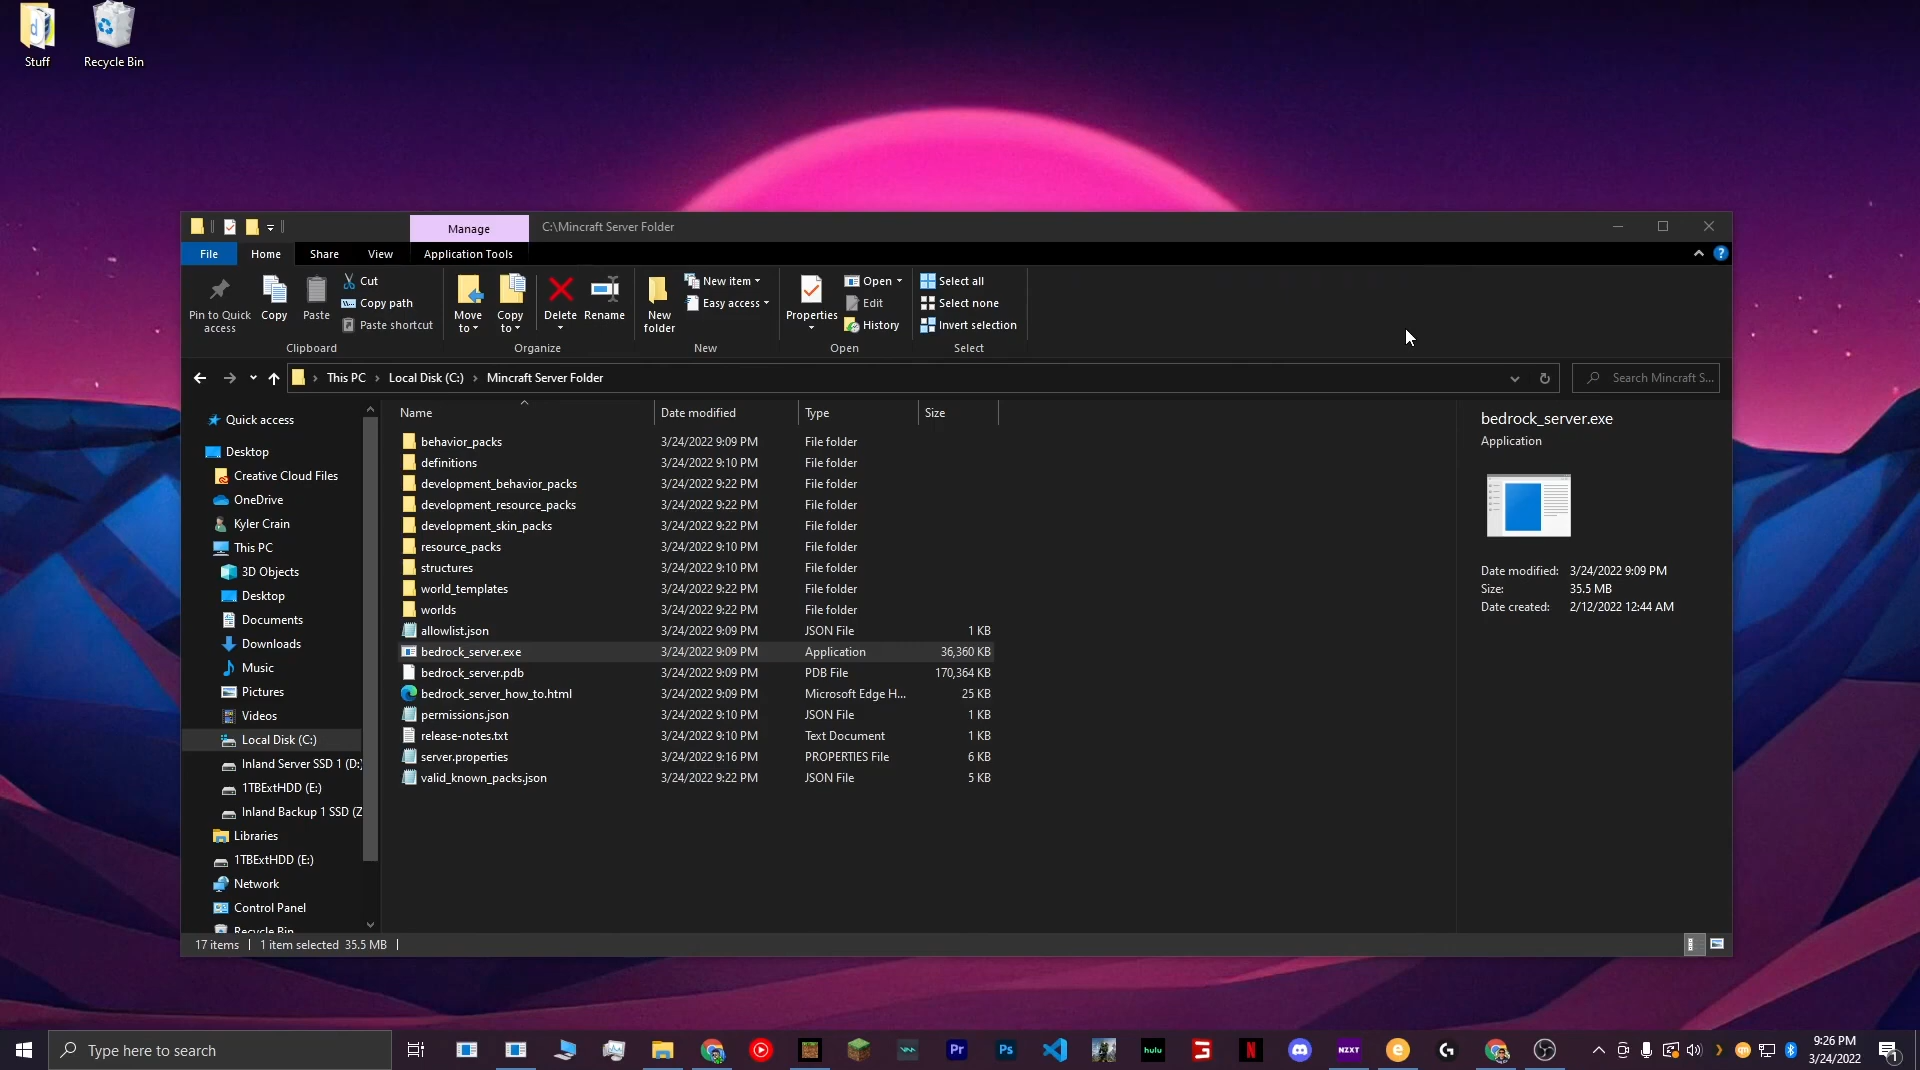 Stuff
Recycle Bin
Manage
C:\Mincraft Server Folder
File
Home
Share
View
Application Tools
Pin to Quick access
Copy
Paste
Cut
Copy path
Paste shortcut
Clipboard
Move to
Copy to
Delete
Rename
Organize
New folder
New item
Easy access
New
Properties
Open
Edit
History
Open
Select all
Select none
Invert selection
Select
This PC > Local Disk (C:) > Mincraft Server Folder
Search Mincraft S...
Quick access
Desktop
Creative Cloud Files
OneDrive
Kyler Crain
This PC
3D Objects
Desktop
Documents
Downloads
Music
Pictures
Videos
Local Disk (C:)
Inland Server SSD 1 (D:)
1TBExtHDD (E:)
Inland Backup 1 SSD (Z
Libraries
1TBExtHDD (E:)
Network
Control Panel
Recycle Bin
Name Date modified Type Size
behavior_packs 3/24/2022 9:09 PM File folder
definitions 3/24/2022 9:10 PM File folder
development_behavior_packs 3/24/2022 9:22 PM File folder
development_resource_packs 3/24/2022 9:22 PM File folder
development_skin_packs 3/24/2022 9:22 PM File folder
resource_packs 3/24/2022 9:10 PM File folder
structures 3/24/2022 9:10 PM File folder
world_templates 3/24/2022 9:22 PM File folder
worlds 3/24/2022 9:22 PM File folder
allowlist.json 3/24/2022 9:09 PM JSON File 1 KB
bedrock_server.exe 3/24/2022 9:09 PM Application 36,360 KB
bedrock_server.pdb 3/24/2022 9:09 PM PDB File 170,364 KB
bedrock_server_how_to.html 3/24/2022 9:09 PM Microsoft Edge H... 25 KB
permissions.json 3/24/2022 9:10 PM JSON File 1 KB
release-notes.txt 3/24/2022 9:10 PM Text Document 1 KB
server.properties 3/24/2022 9:16 PM PROPERTIES File 6 KB
valid_known_packs.json 3/24/2022 9:22 PM JSON File 5 KB
bedrock_server.exe
Application
Date modified: 3/24/2022 9:09 PM
Size: 35.5 MB
Date created: 2/12/2022 12:44 AM
17 items
1 item selected 35.5 MB
Type here to search
Pr
Ps
hulu
N
NZXT
e
G
9:26 PM
3/24/2022
1